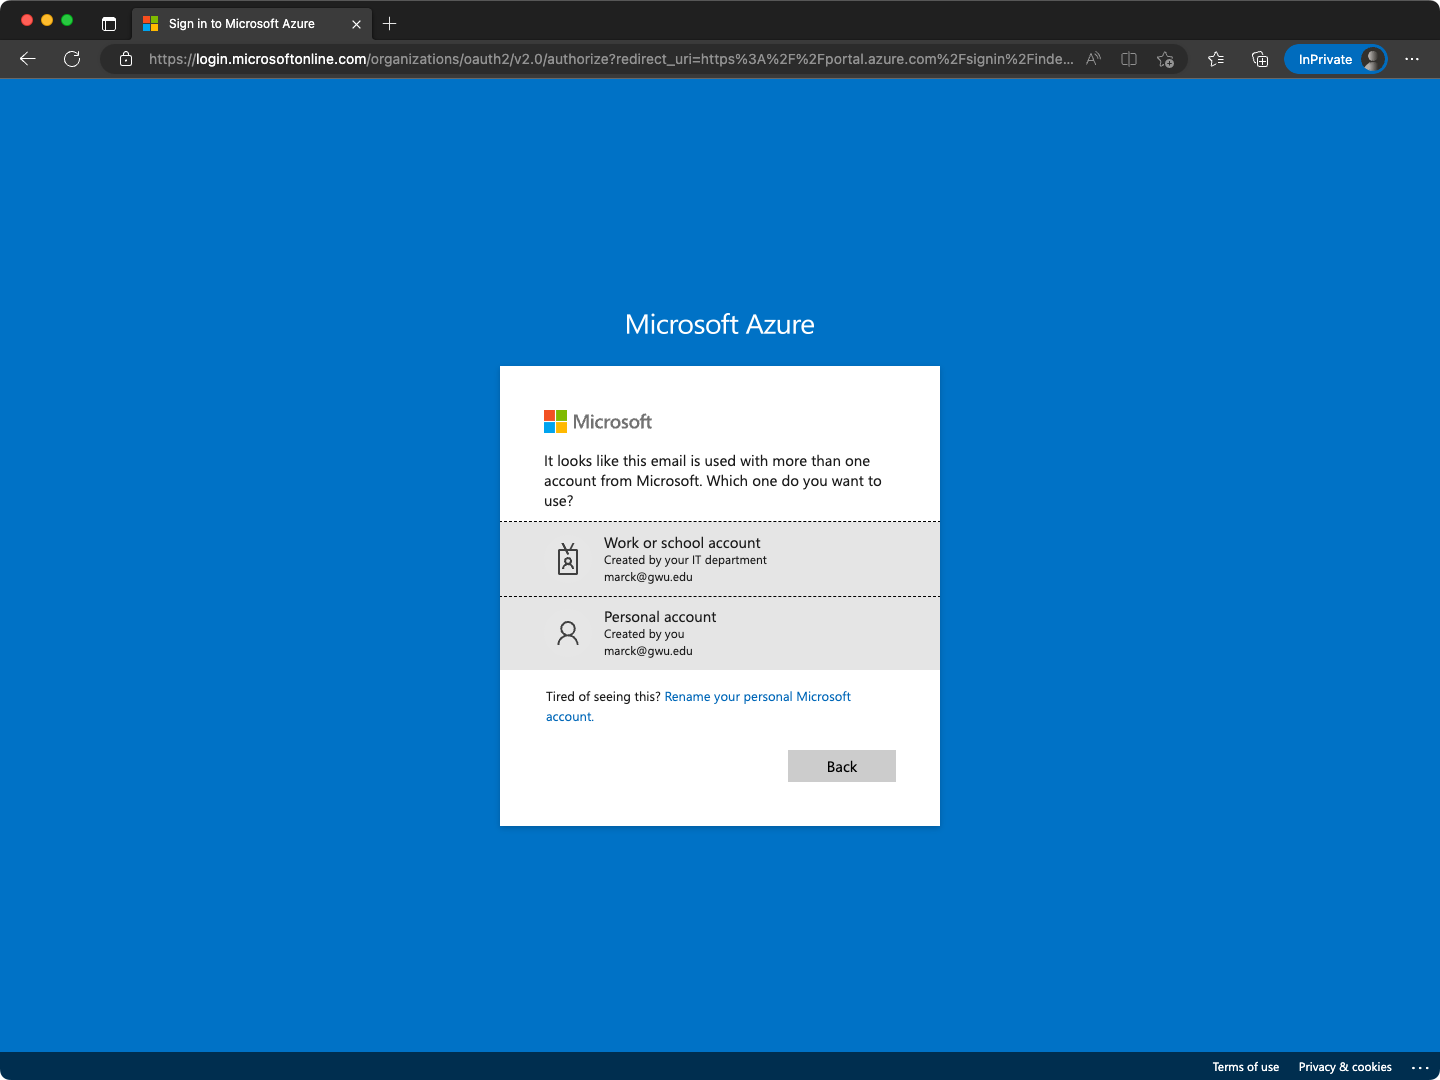 Sign in to Microsoft Azure
https://login.microsoftonline.com/organizations/oauth2/v2.0/authorize?redirect_uri=https%3A%2F%2Fportal.azure.com%2Fsignin%2Finde...
InPrivate
Microsoft Azure
Microsoft
It looks like this email is used with more than one
account from Microsoft. Which one do you want to
use?
Work or school account
Created by your IT department
marck@gwu.edu
Personal account
Created by you
marck@gwu.edu
Tired of seeing this? Rename your personal Microsoft
account.
Back
Terms of use Privacy & cookies ...